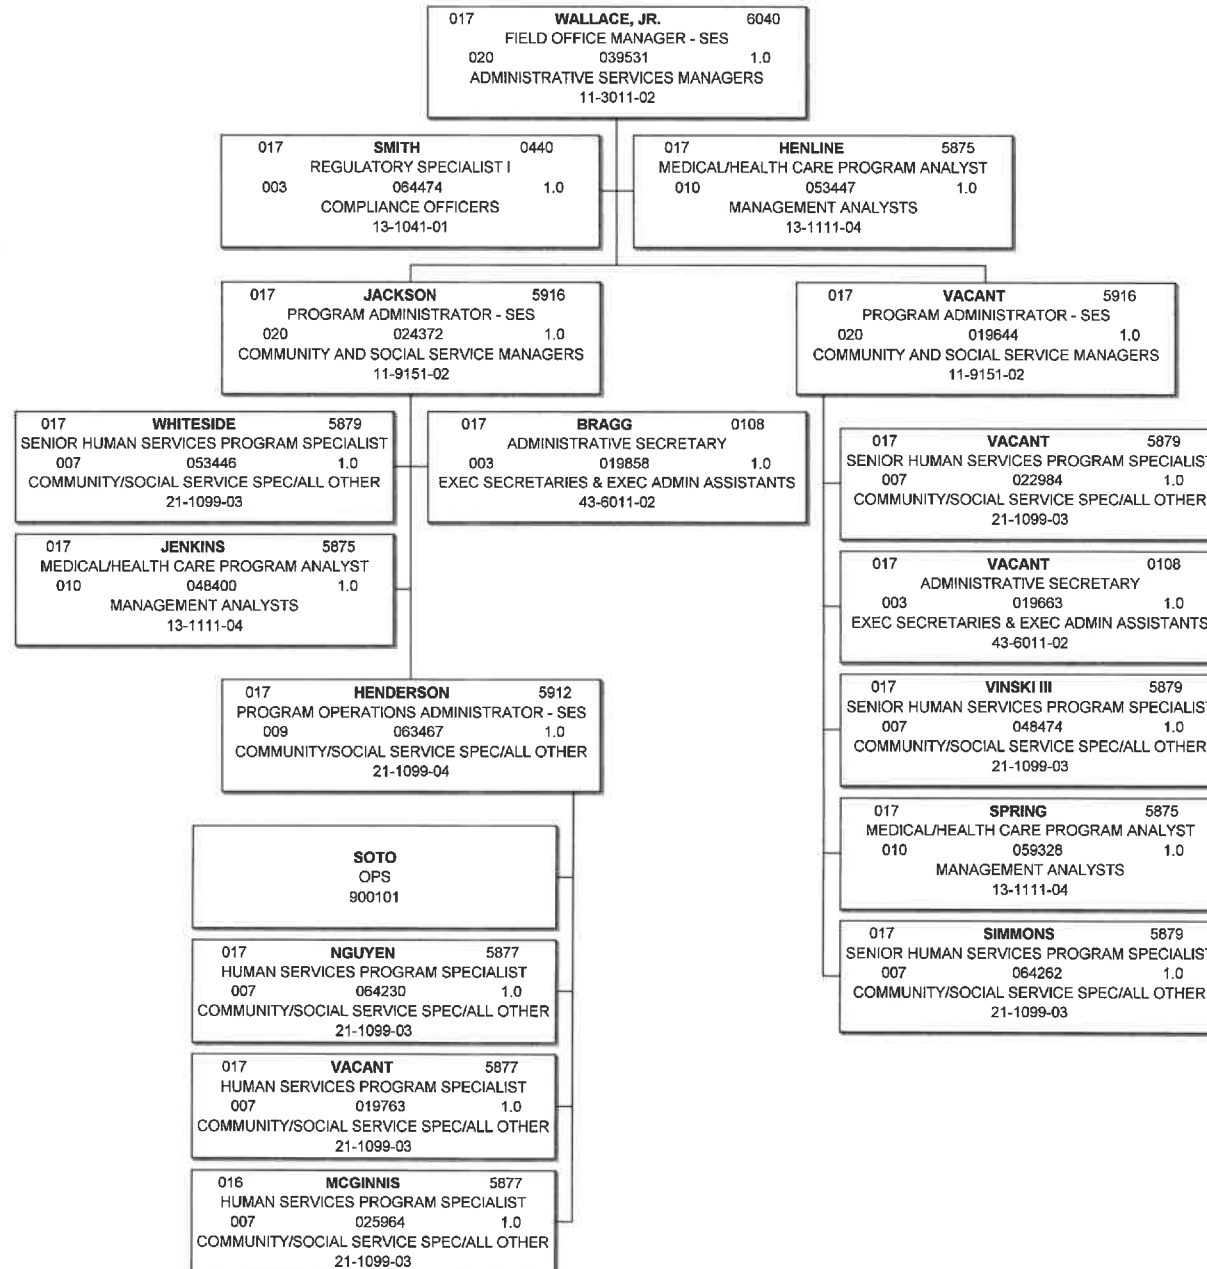 017 WALLACE, JR. 6040
FIELD OFFICE MANAGER - SES
020 039531 1.0
ADMINISTRATIVE SERVICES MANAGERS
11-3011-02
017 SMITH 0440
REGULATORY SPECIALIST I
003 064474 1.0
COMPLIANCE OFFICERS
13-1041-01
017 HENLINE 5875
MEDICAL/HEALTH CARE PROGRAM ANALYST
010 053447 1.0
MANAGEMENT ANALYSTS
13-1111-04
017 JACKSON 5916
PROGRAM ADMINISTRATOR - SES
020 024372 1.0
COMMUNITY AND SOCIAL SERVICE MANAGERS
11-9151-02
017 VACANT 5916
PROGRAM ADMINISTRATOR - SES
020 019644 1.0
COMMUNITY AND SOCIAL SERVICE MANAGERS
11-9151-02
017 WHITESIDE 5879
SENIOR HUMAN SERVICES PROGRAM SPECIALIST
007 053446 1.0
COMMUNITY/SOCIAL SERVICE SPEC/ALL OTHER
21-1099-03
017 BRAGG 0108
ADMINISTRATIVE SECRETARY
003 019858 1.0
EXEC SECRETARIES & EXEC ADMIN ASSISTANTS
43-6011-02
017 JENKINS 5875
MEDICAL/HEALTH CARE PROGRAM ANALYST
010 048400 1.0
MANAGEMENT ANALYSTS
13-1111-04
017 HENDERSON 5912
PROGRAM OPERATIONS ADMINISTRATOR - SES
009 063467 1.0
COMMUNITY/SOCIAL SERVICE SPEC/ALL OTHER
21-1099-04
SOTO
OPS
900101
017 NGUYEN 5877
HUMAN SERVICES PROGRAM SPECIALIST
007 064230 1.0
COMMUNITY/SOCIAL SERVICE SPEC/ALL OTHER
21-1099-03
017 VACANT 5877
HUMAN SERVICES PROGRAM SPECIALIST
007 019763 1.0
COMMUNITY/SOCIAL SERVICE SPEC/ALL OTHER
21-1099-03
016 MCGINNIS 5877
HUMAN SERVICES PROGRAM SPECIALIST
007 025964 1.0
COMMUNITY/SOCIAL SERVICE SPEC/ALL OTHER
21-1099-03
017 VACANT 5879
SENIOR HUMAN SERVICES PROGRAM SPECIALIST
007 022984 1.0
COMMUNITY/SOCIAL SERVICE SPEC/ALL OTHER
21-1099-03
017 VACANT 0108
ADMINISTRATIVE SECRETARY
003 019663 1.0
EXEC SECRETARIES & EXEC ADMIN ASSISTANTS
43-6011-02
017 VINSKI III 5879
SENIOR HUMAN SERVICES PROGRAM SPECIALIST
007 048474 1.0
COMMUNITY/SOCIAL SERVICE SPEC/ALL OTHER
21-1099-03
017 SPRING 5875
MEDICAL/HEALTH CARE PROGRAM ANALYST
010 059328 1.0
MANAGEMENT ANALYSTS
13-1111-04
017 SIMMONS 5879
SENIOR HUMAN SERVICES PROGRAM SPECIALIST
007 064262 1.0
COMMUNITY/SOCIAL SERVICE SPEC/ALL OTHER
21-1099-03